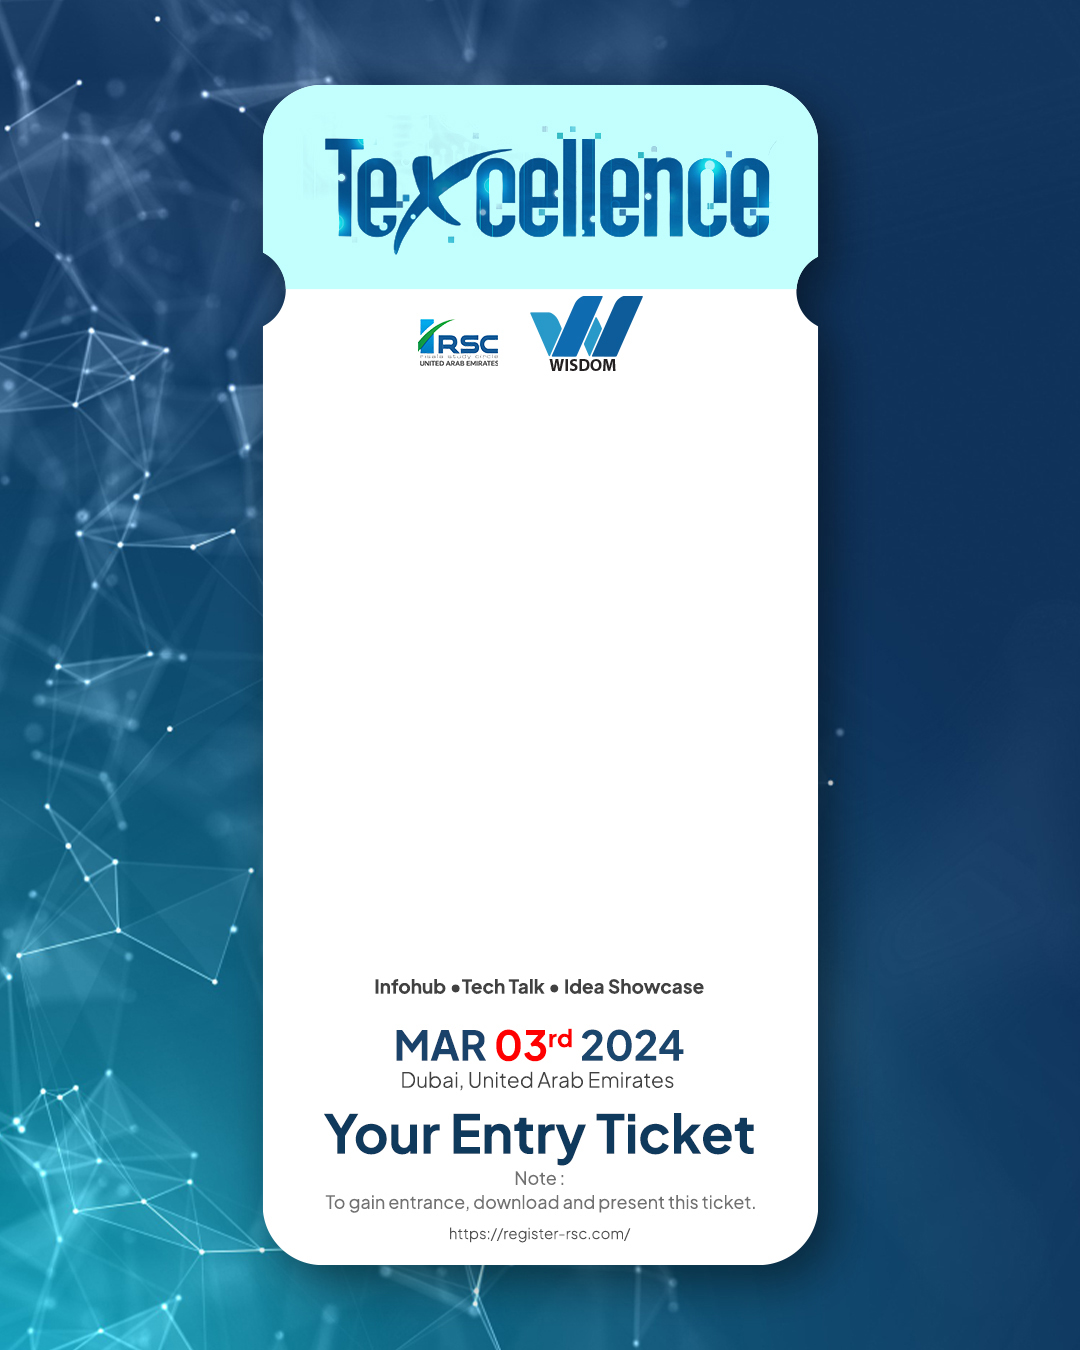 Texcellence
RSC
risala study circle
UNITED ARAB EMIRATES
WISDOM
Infohub •Tech Talk • Idea Showcase
MAR 03rd 2024
Dubai, United Arab Emirates
Your Entry Ticket
Note :
To gain entrance, download and present this ticket.
https://register-rsc.com/